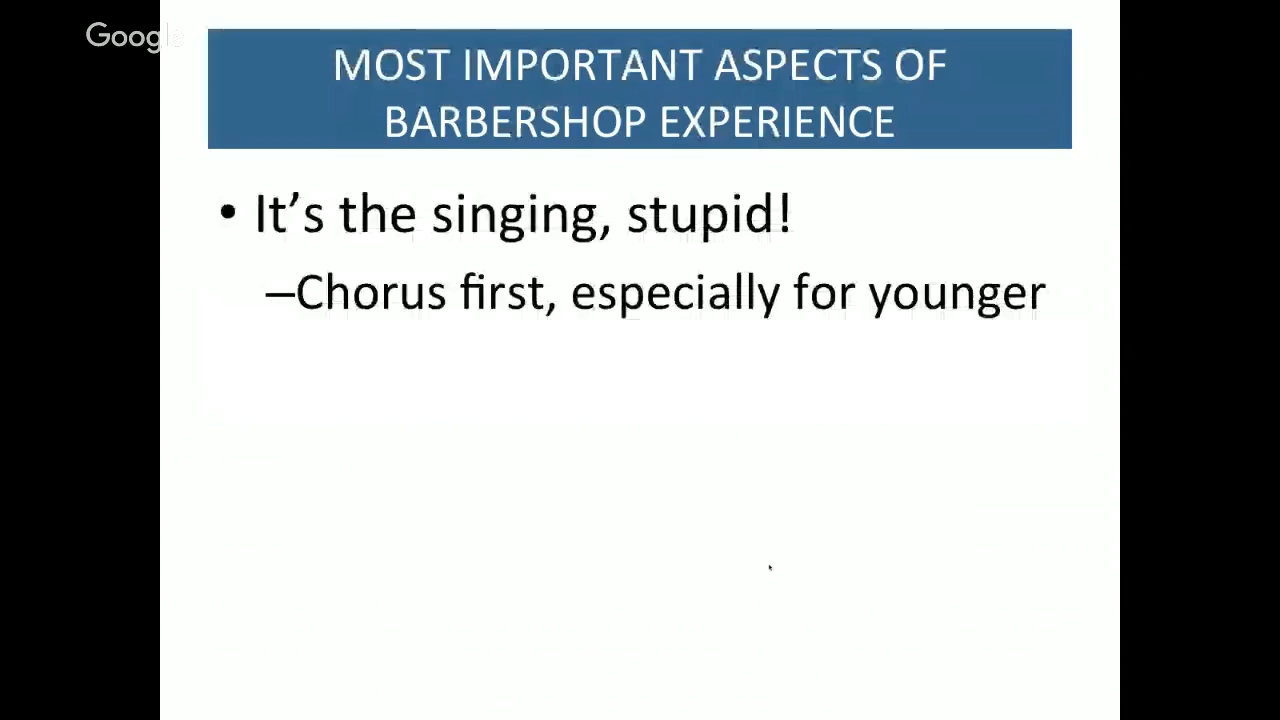 Google
MOST IMPORTANT ASPECTS OF
BARBERSHOP EXPERIENCE
• It’s the singing, stupid!
–Chorus first, especially for younger